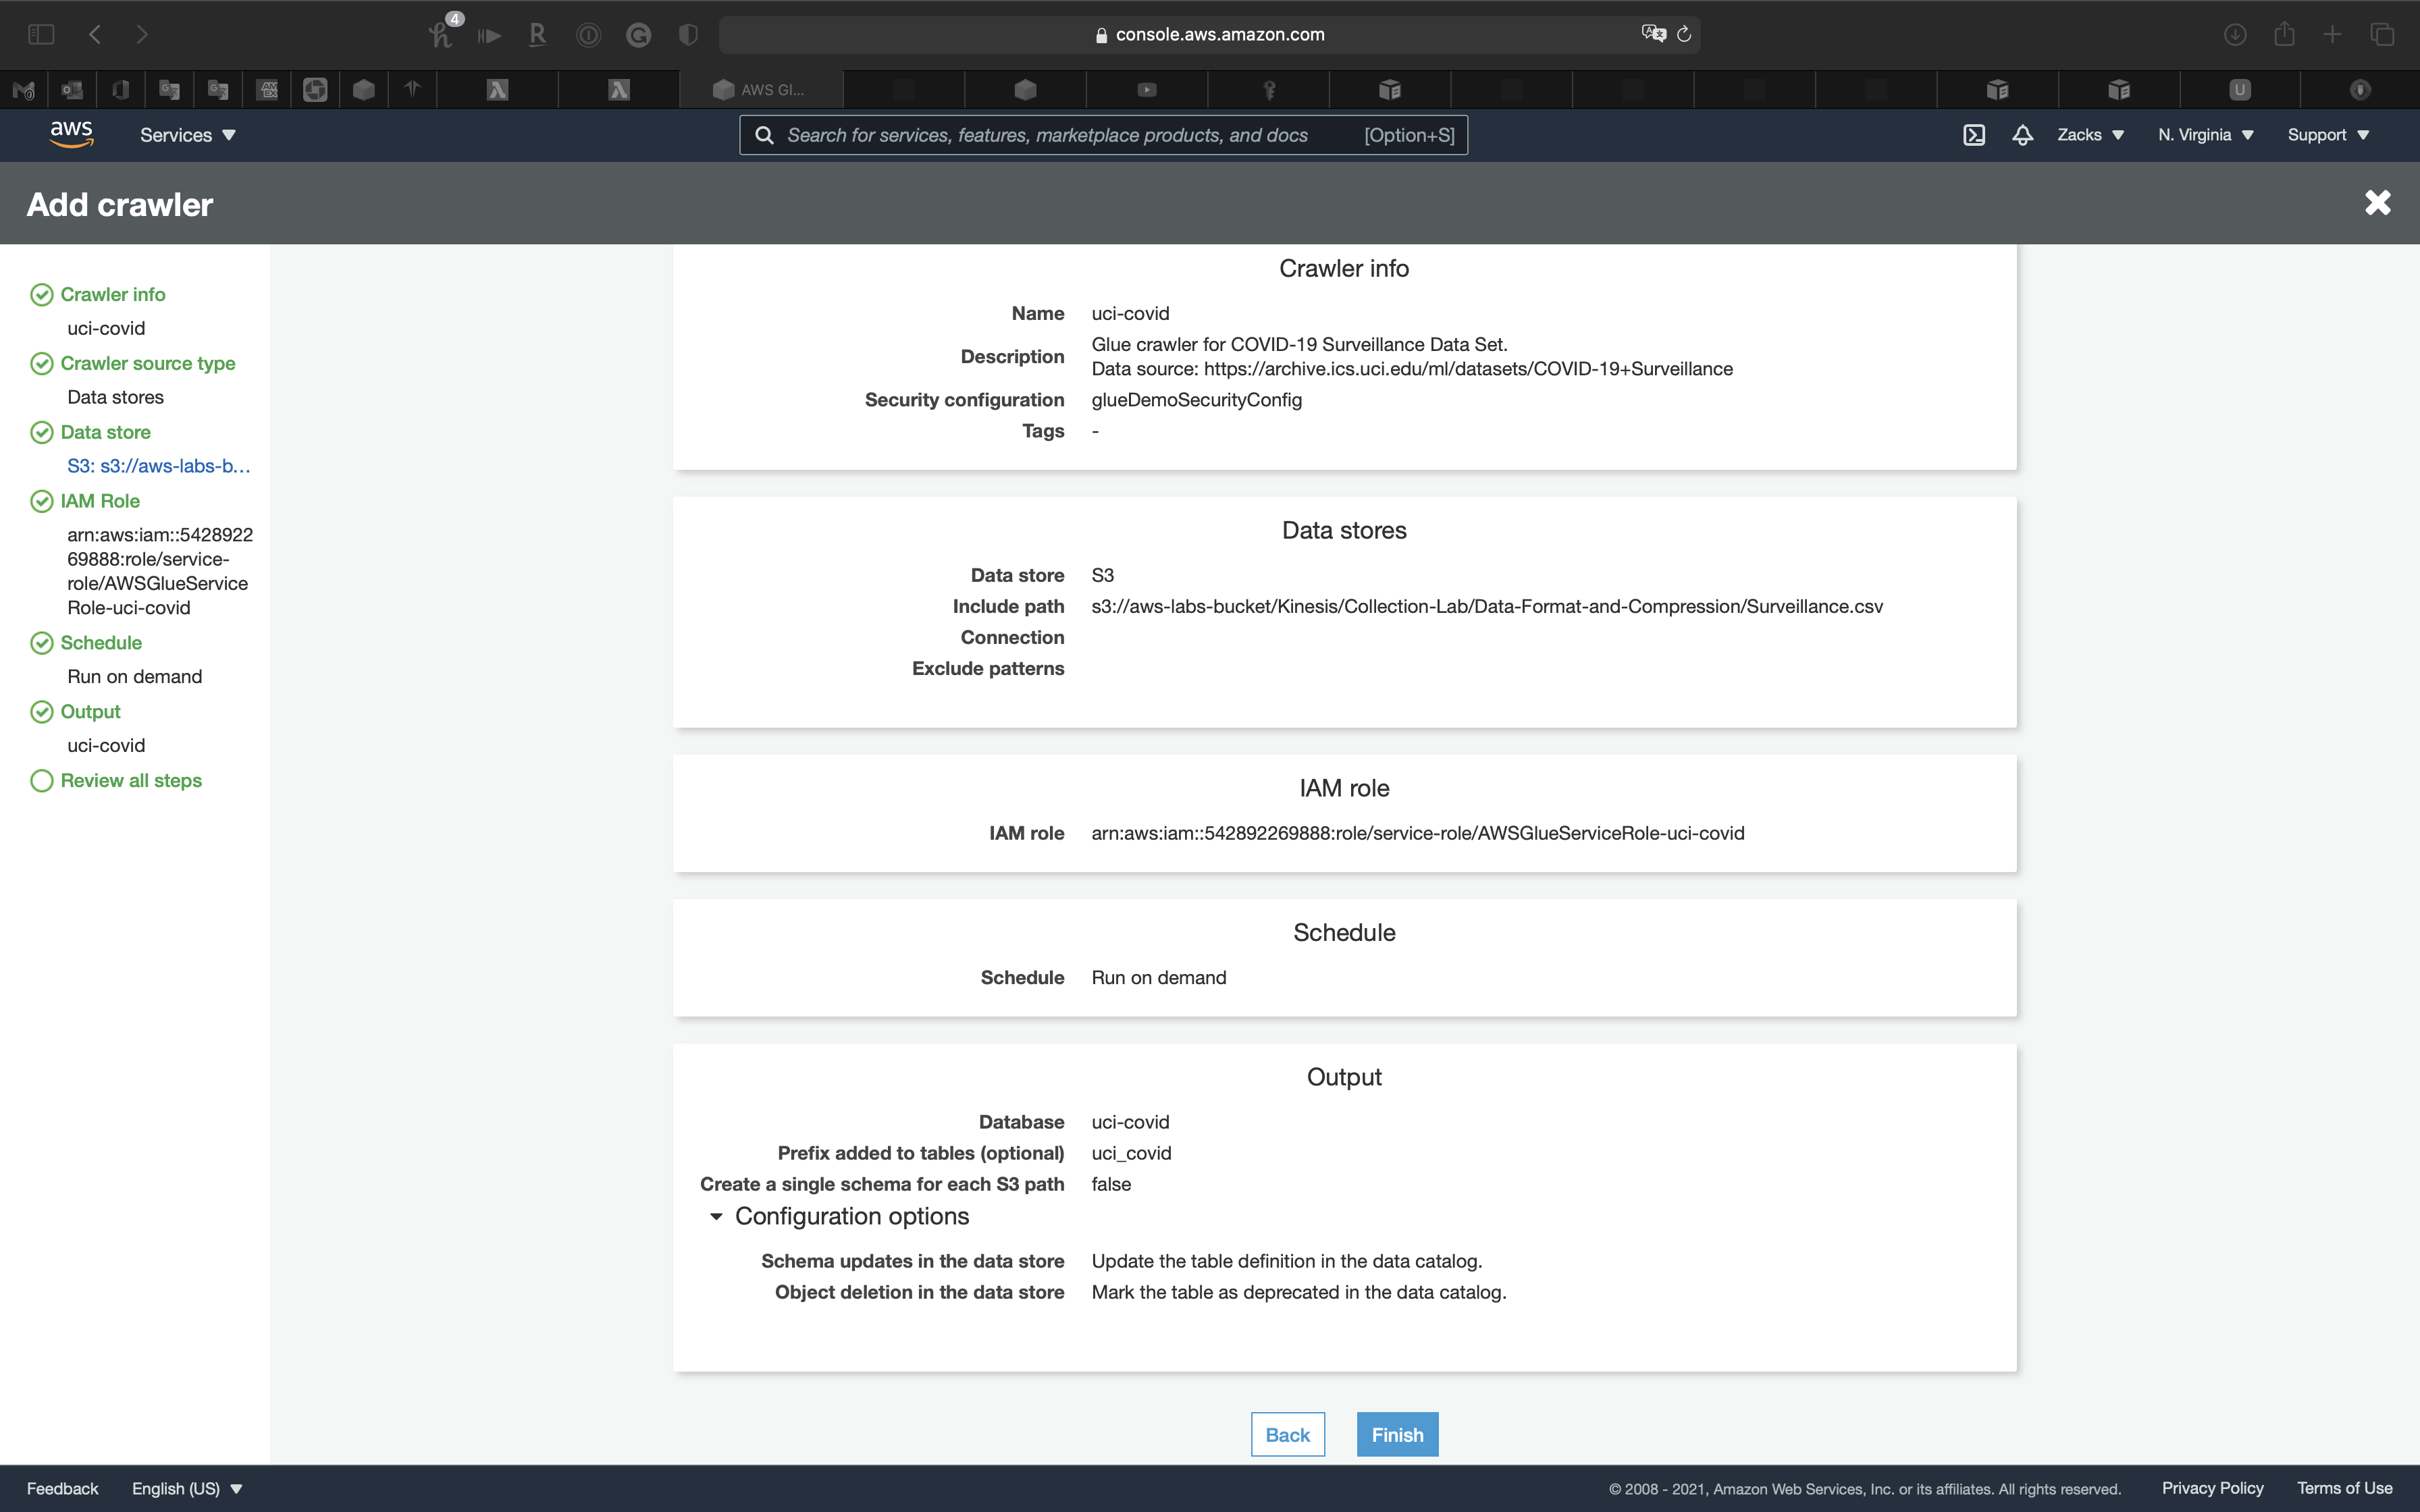 4
console.aws.amazon.com
AWS Gl...
aws
Services
Search for services, features, marketplace products, and docs
[Option+S]
Zacks
N. Virginia
Support
Add crawler
Crawler info
uci-covid
Crawler source type
Data stores
Data store
S3: s3://aws-labs-b...
IAM Role
arn:aws:iam::5428922
69888:role/service-
role/AWSGlueService
Role-uci-covid
Schedule
Run on demand
Output
uci-covid
Review all steps
Crawler info
Name uci-covid
Description Glue crawler for COVID-19 Surveillance Data Set.
Data source: https://archive.ics.uci.edu/ml/datasets/COVID-19+Surveillance
Security configuration glueDemoSecurityConfig
Tags -
Data stores
Data store S3
Include path s3://aws-labs-bucket/Kinesis/Collection-Lab/Data-Format-and-Compression/Surveillance.csv
Connection
Exclude patterns
IAM role
IAM role arn:aws:iam::542892269888:role/service-role/AWSGlueServiceRole-uci-covid
Schedule
Schedule Run on demand
Output
Database uci-covid
Prefix added to tables (optional) uci_covid
Create a single schema for each S3 path false
Configuration options
Schema updates in the data store Update the table definition in the data catalog.
Object deletion in the data store Mark the table as deprecated in the data catalog.
Back
Finish
Feedback
English (US)
© 2008 - 2021, Amazon Web Services, Inc. or its affiliates. All rights reserved.
Privacy Policy
Terms of Use